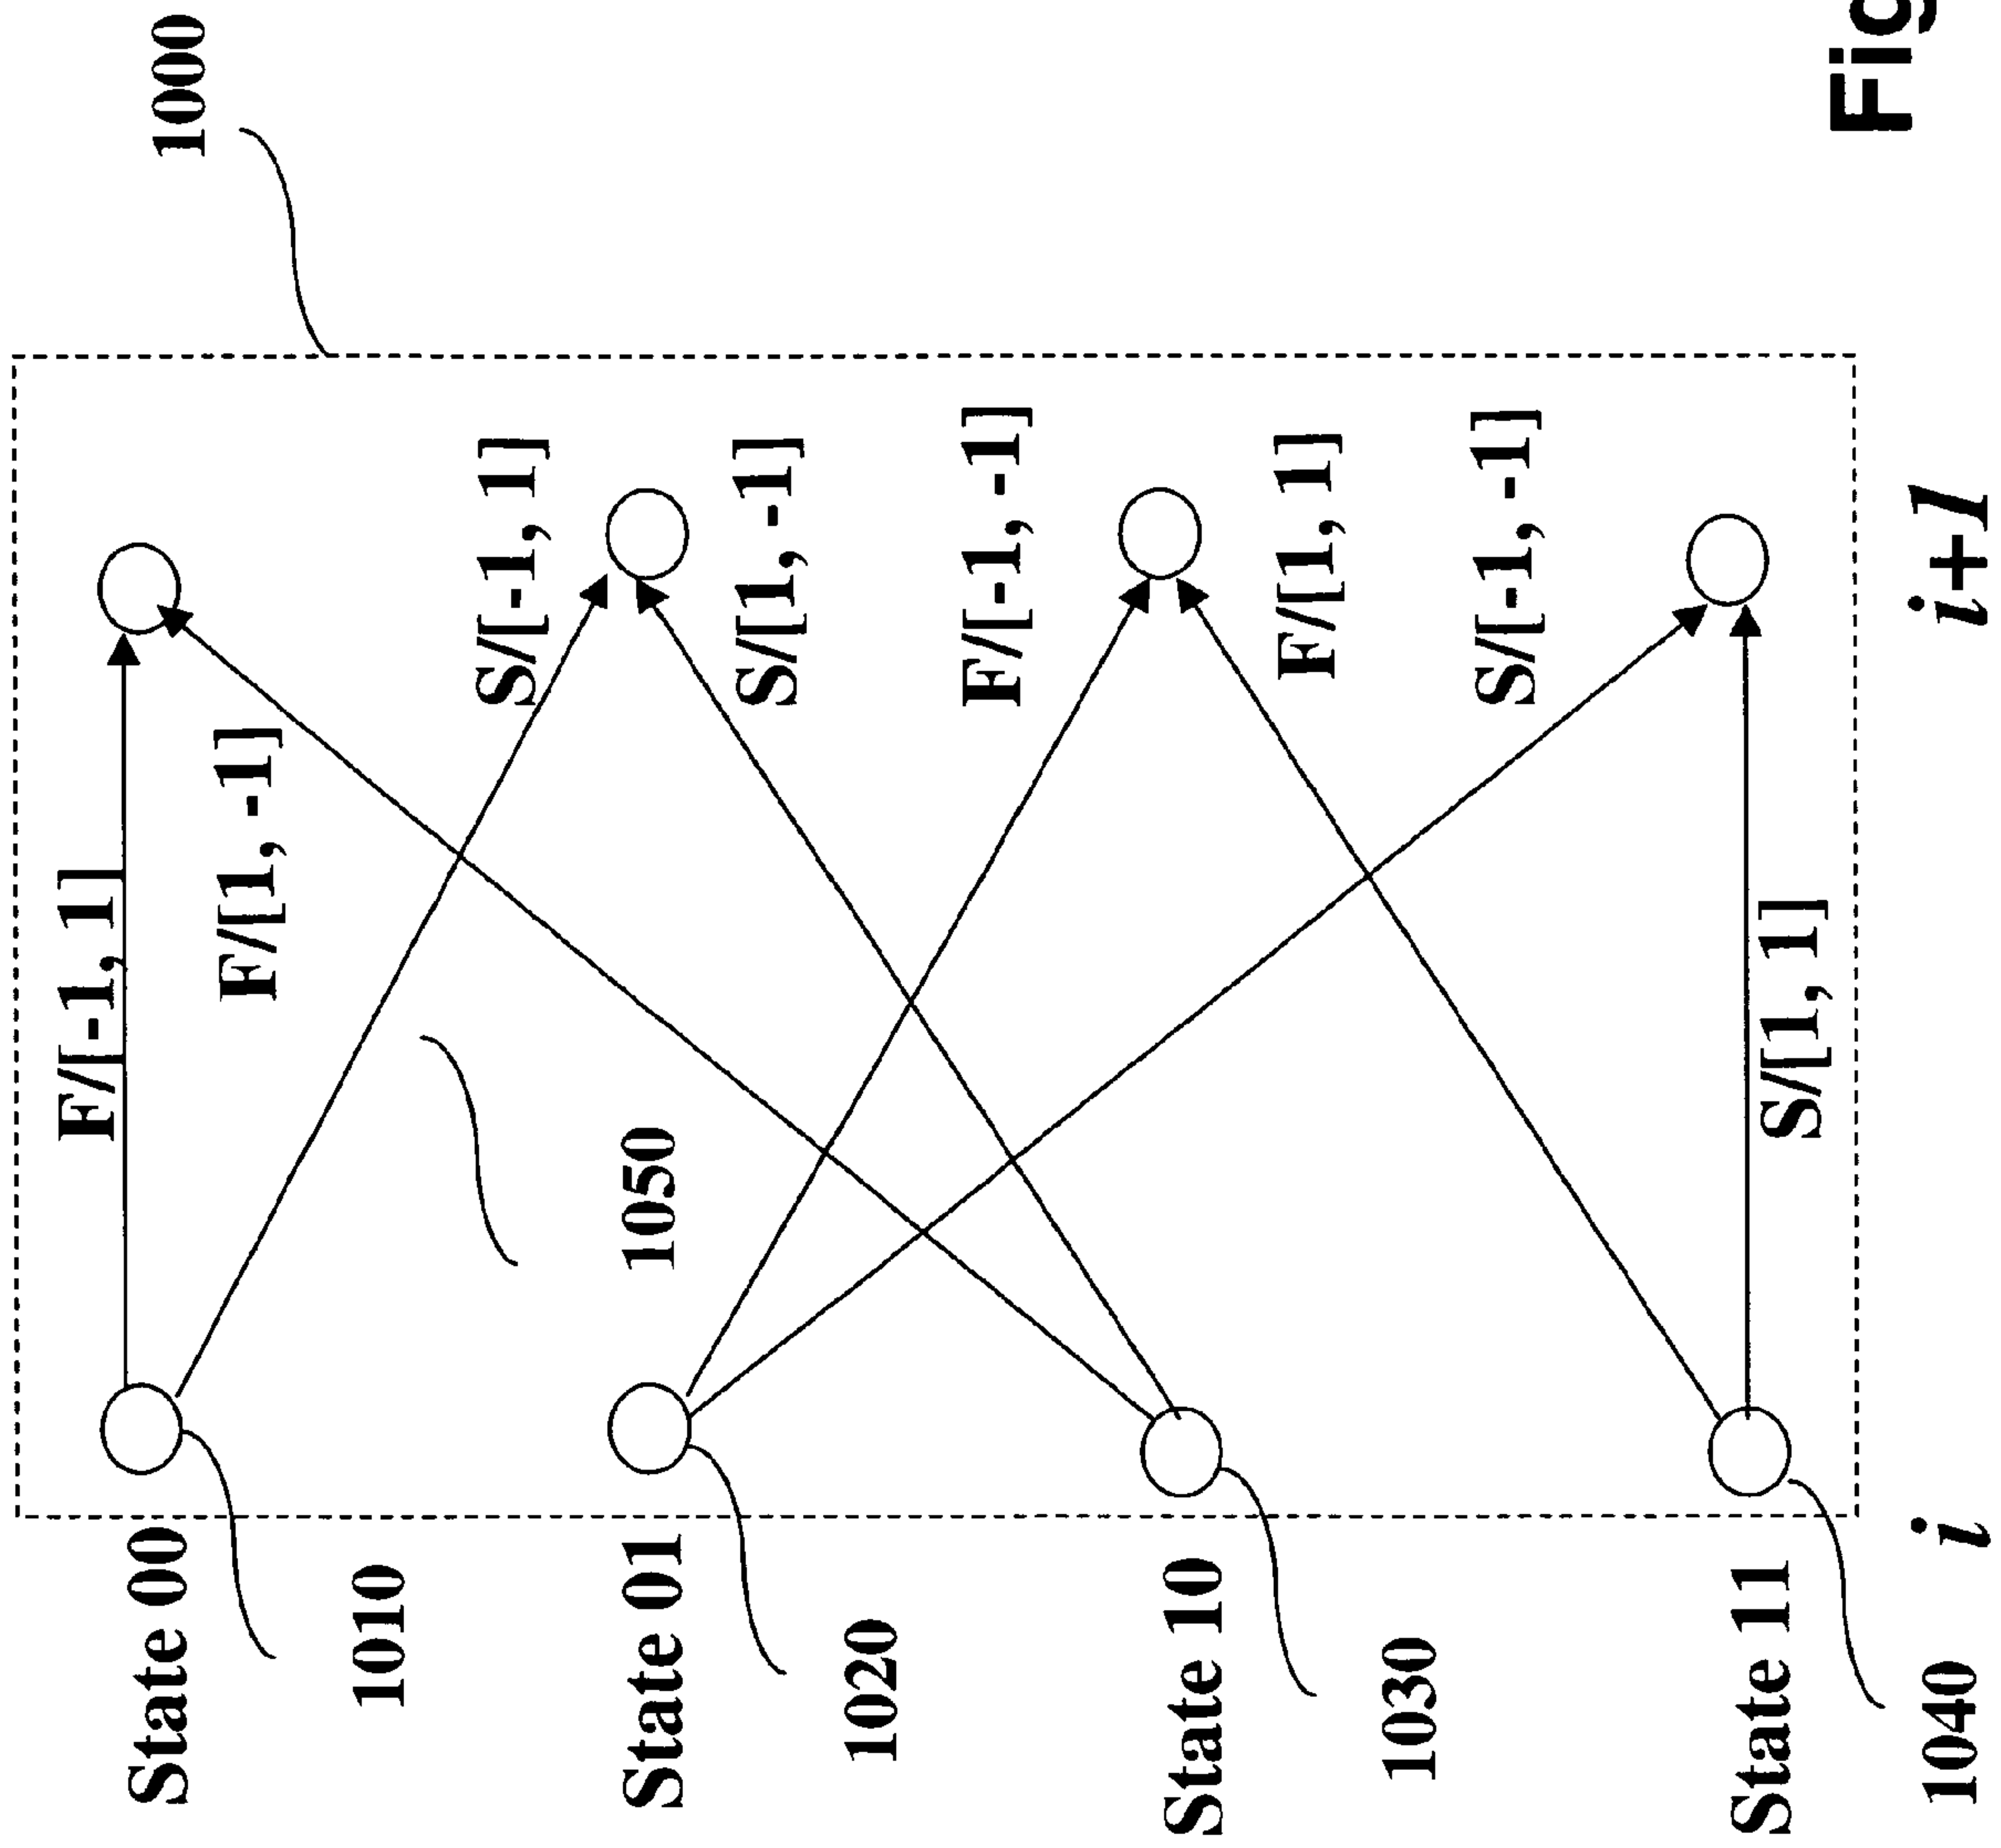 1000
F/[-1, 1]
F/[1, -1]
S/[-1, 1]
S/[1, -1]
F/[-1, -1]
F/[1, 1]
S/[-1, -1]
S/[1, 1]
1050
State 00
1010
State 01
1020
State 10
1030
State 11
1040
i
i+1
Fig